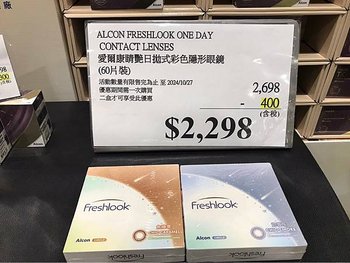 廠
ALCON FRESHLOOK ONE DAY
CONTACT LENSES
愛爾康睛艷日拋式彩色隱形眼鏡
(60片裝)
活動數量有限售完為止 至 2024/10/27
優惠期間需一次購買
二盒才可享受此優惠
2,698
- 400
(含稅)
$2,298
Freshlook
Alcon
Freshlook
Alcon